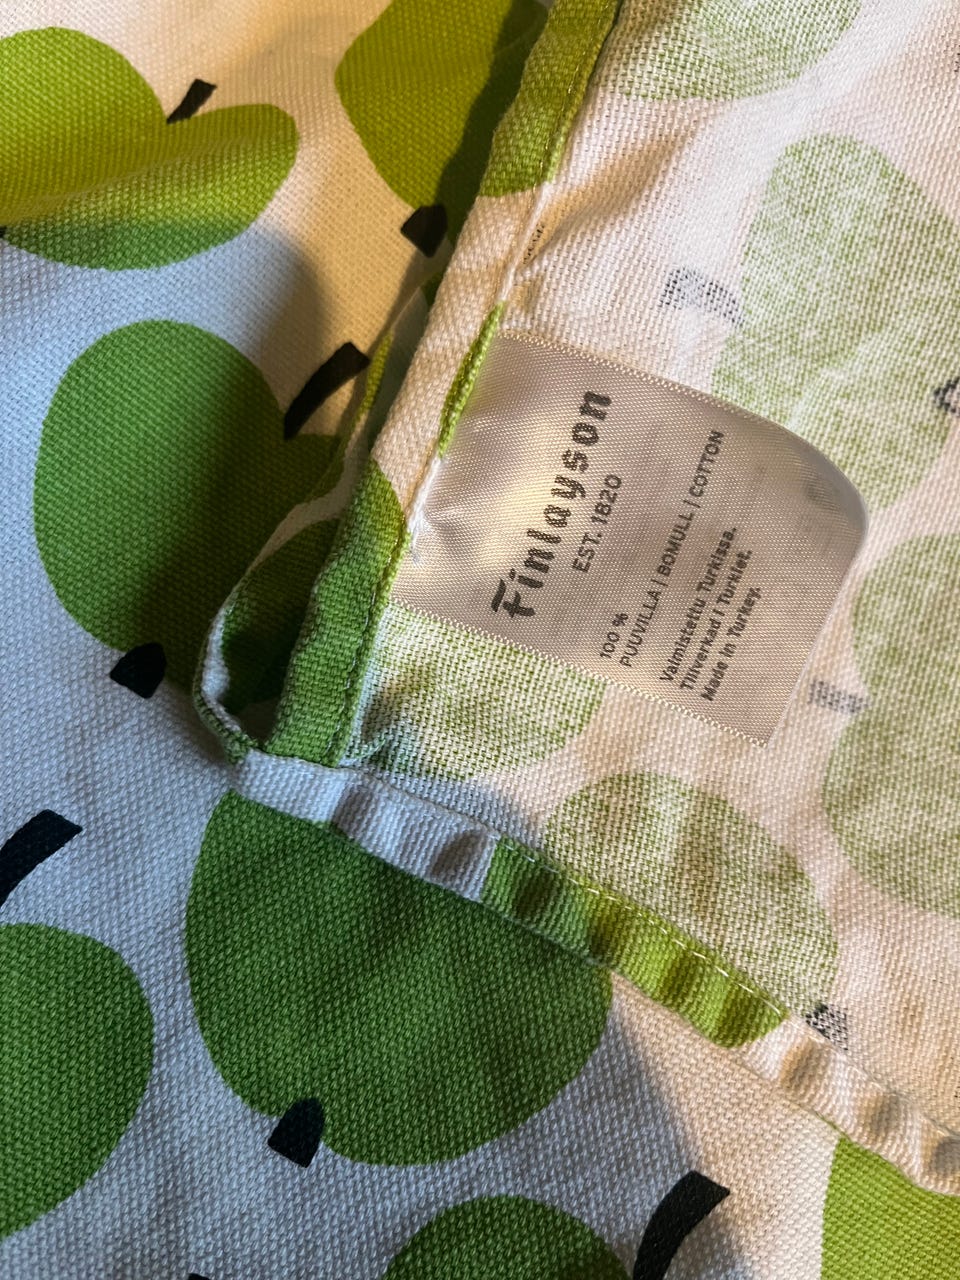 Finlayson
EST. 1820
100 %
PUUVILLA | BOMULL | COTTON
Valmistettu Turkissa.
Tillverkad i Turkiet.
Made in Turkey.